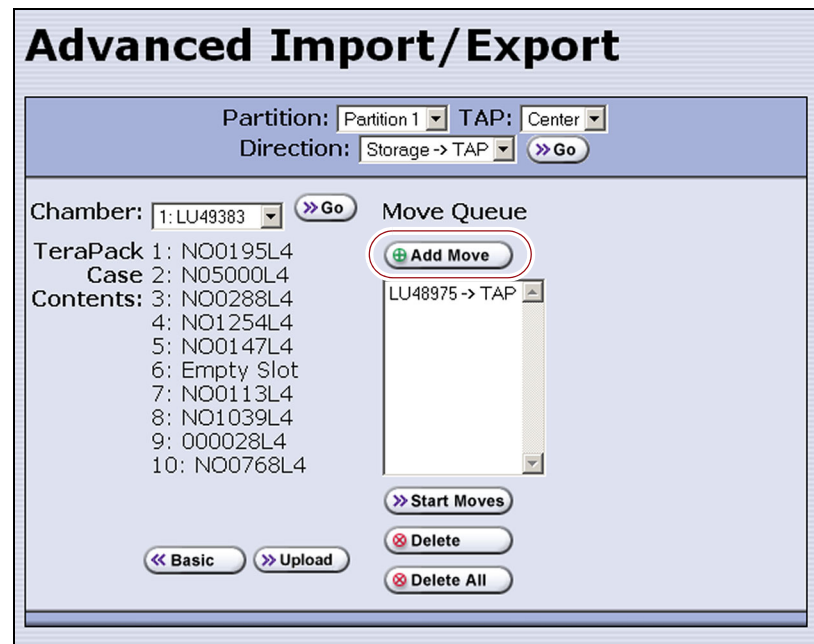 Advanced Import/Export
Partition: Partition 1 TAP: Center
Direction: Storage -> TAP Go
Chamber: 1: LU49383 Go
TeraPack Case Contents:
1: NO0195L4
2: N05000L4
3: NO0288L4
4: NO1254L4
5: NO0147L4
6: Empty Slot
7: NO0113L4
8: NO1039L4
9: 000028L4
10: NO0768L4
Basic Upload
Move Queue
Add Move
LU48975 -> TAP
Start Moves
Delete
Delete All